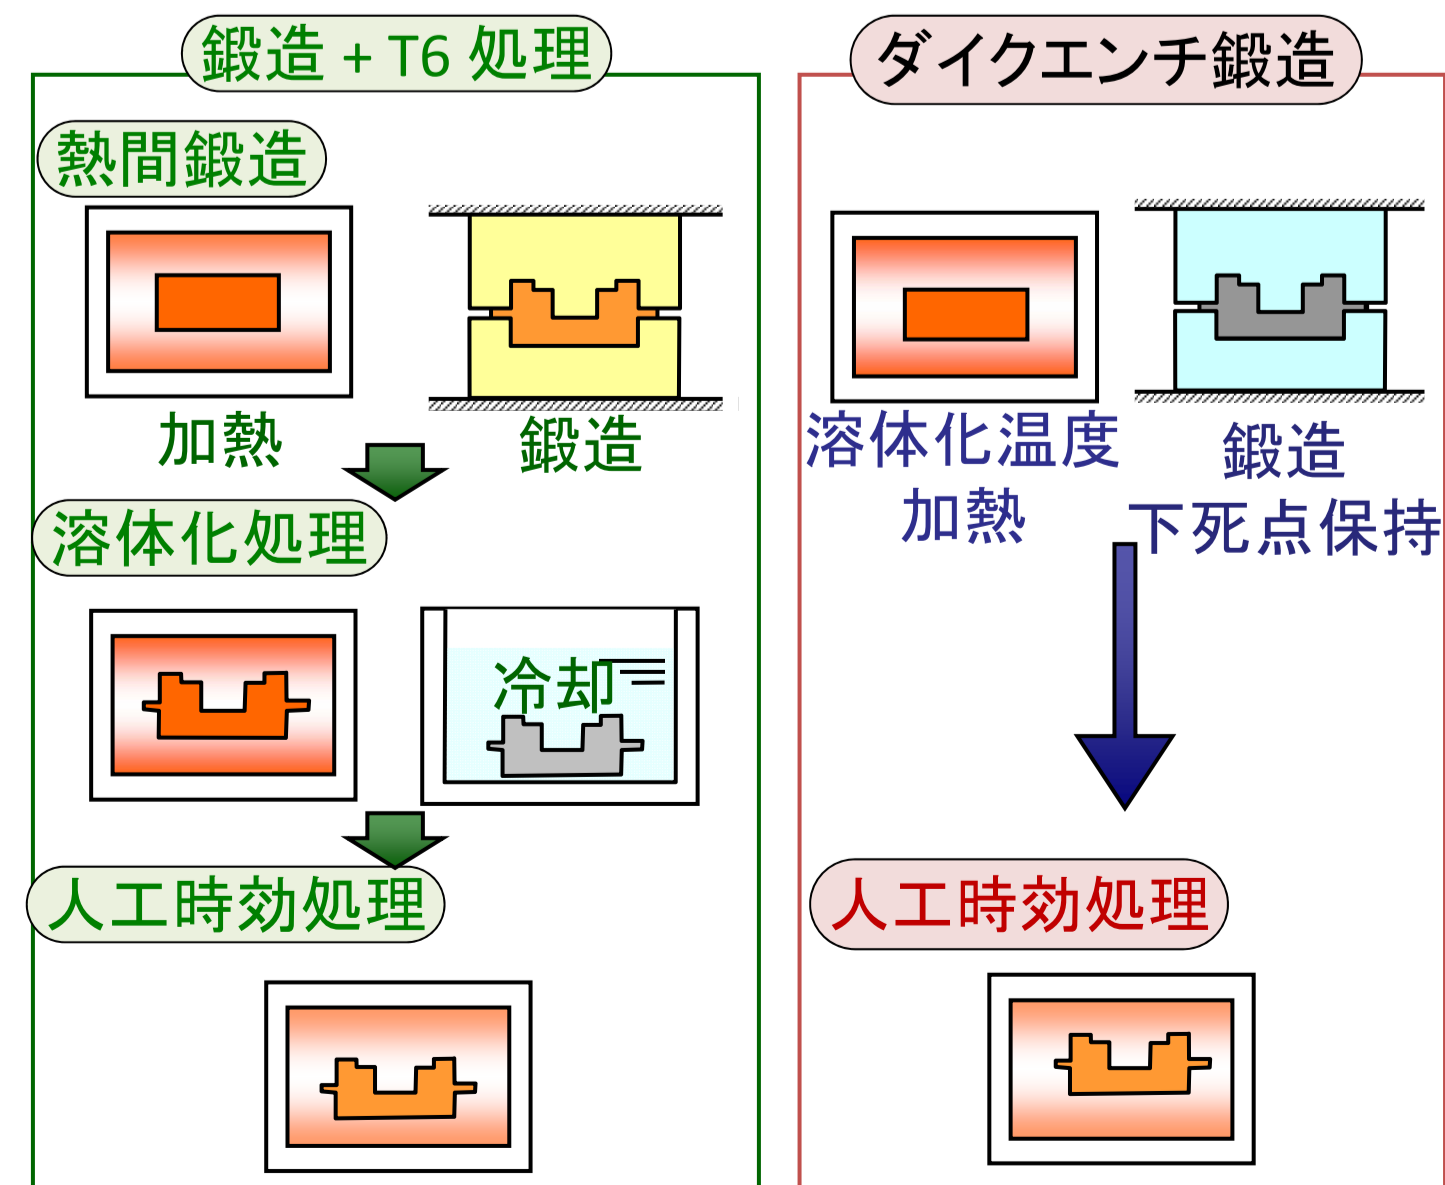 鍛造 + T6 処理
熱間鍛造
加熱
鍛造
溶体化処理
冷却
人工時効処理
ダイクエンチ鍛造
溶体化温度
加熱
鍛造
下死点保持
人工時効処理